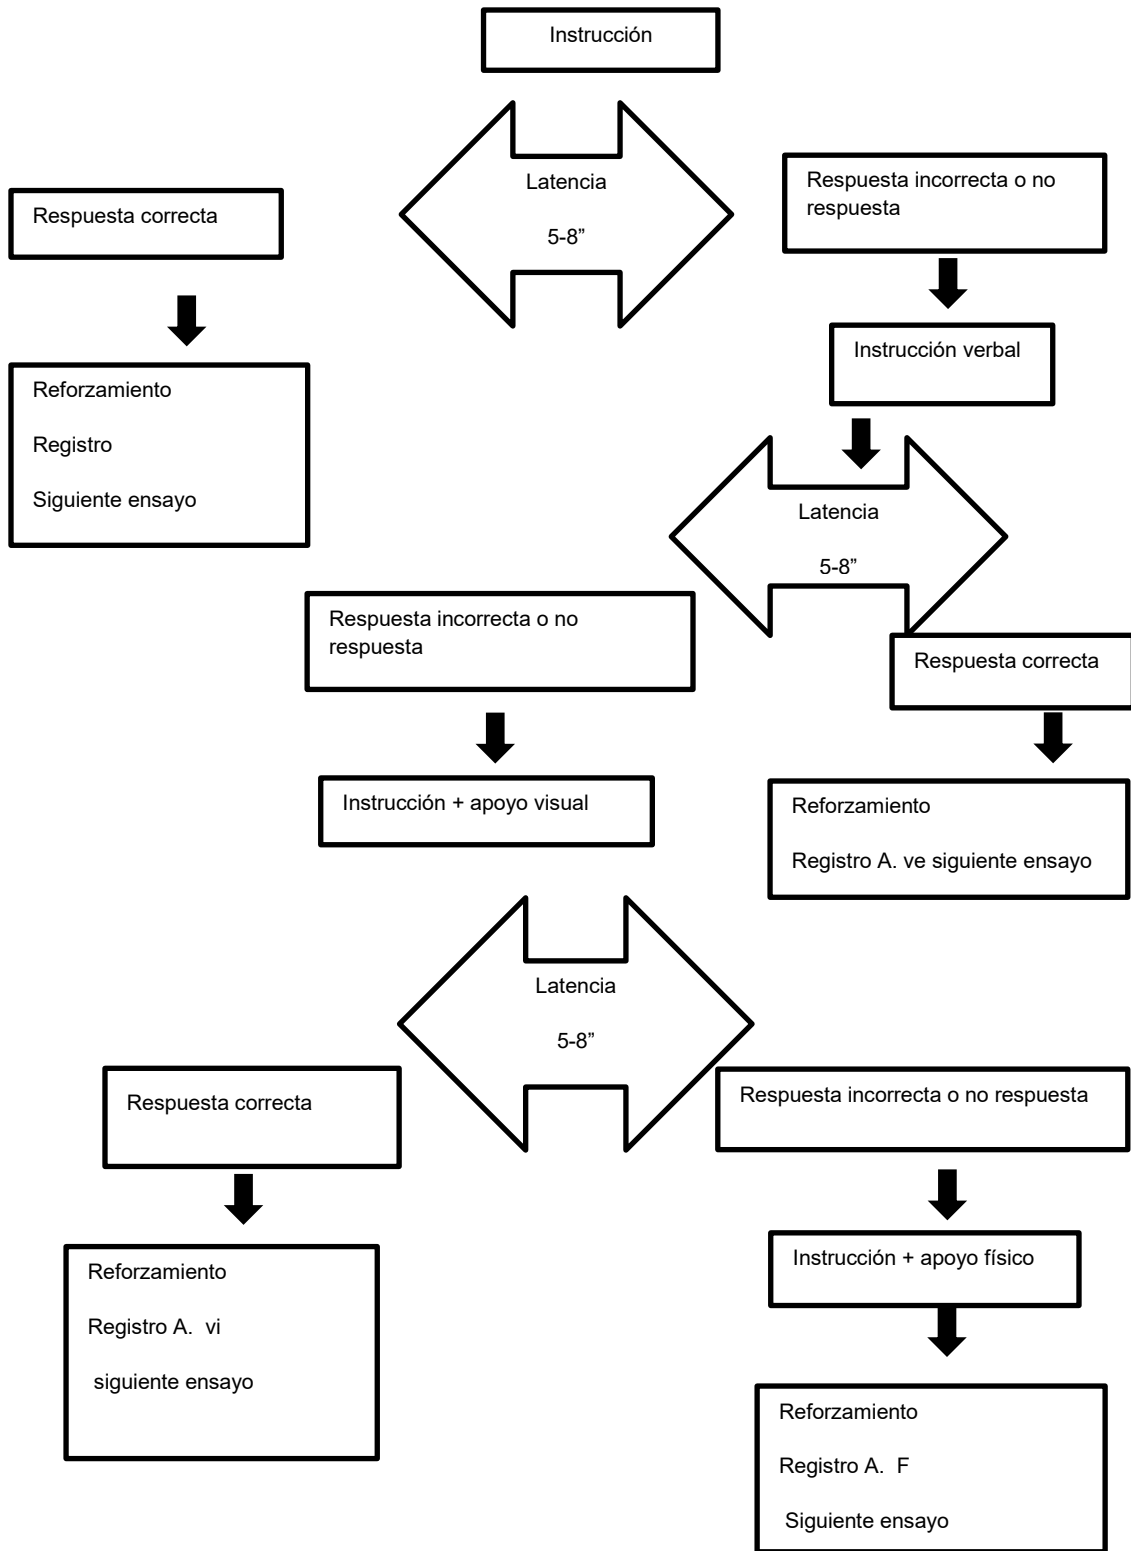 Instrucción
Latencia
5-8”
Respuesta correcta
Respuesta incorrecta o no
respuesta
Instrucción verbal
Reforzamiento
Registro
Siguiente ensayo
Latencia
5-8”
Respuesta incorrecta o no
respuesta
Respuesta correcta
Instrucción + apoyo visual
Reforzamiento
Registro A. ve siguiente ensayo
Latencia
5-8”
Respuesta correcta
Respuesta incorrecta o no respuesta
Reforzamiento
Registro A. vi
siguiente ensayo
Instrucción + apoyo físico
Reforzamiento
Registro A. F
Siguiente ensayo